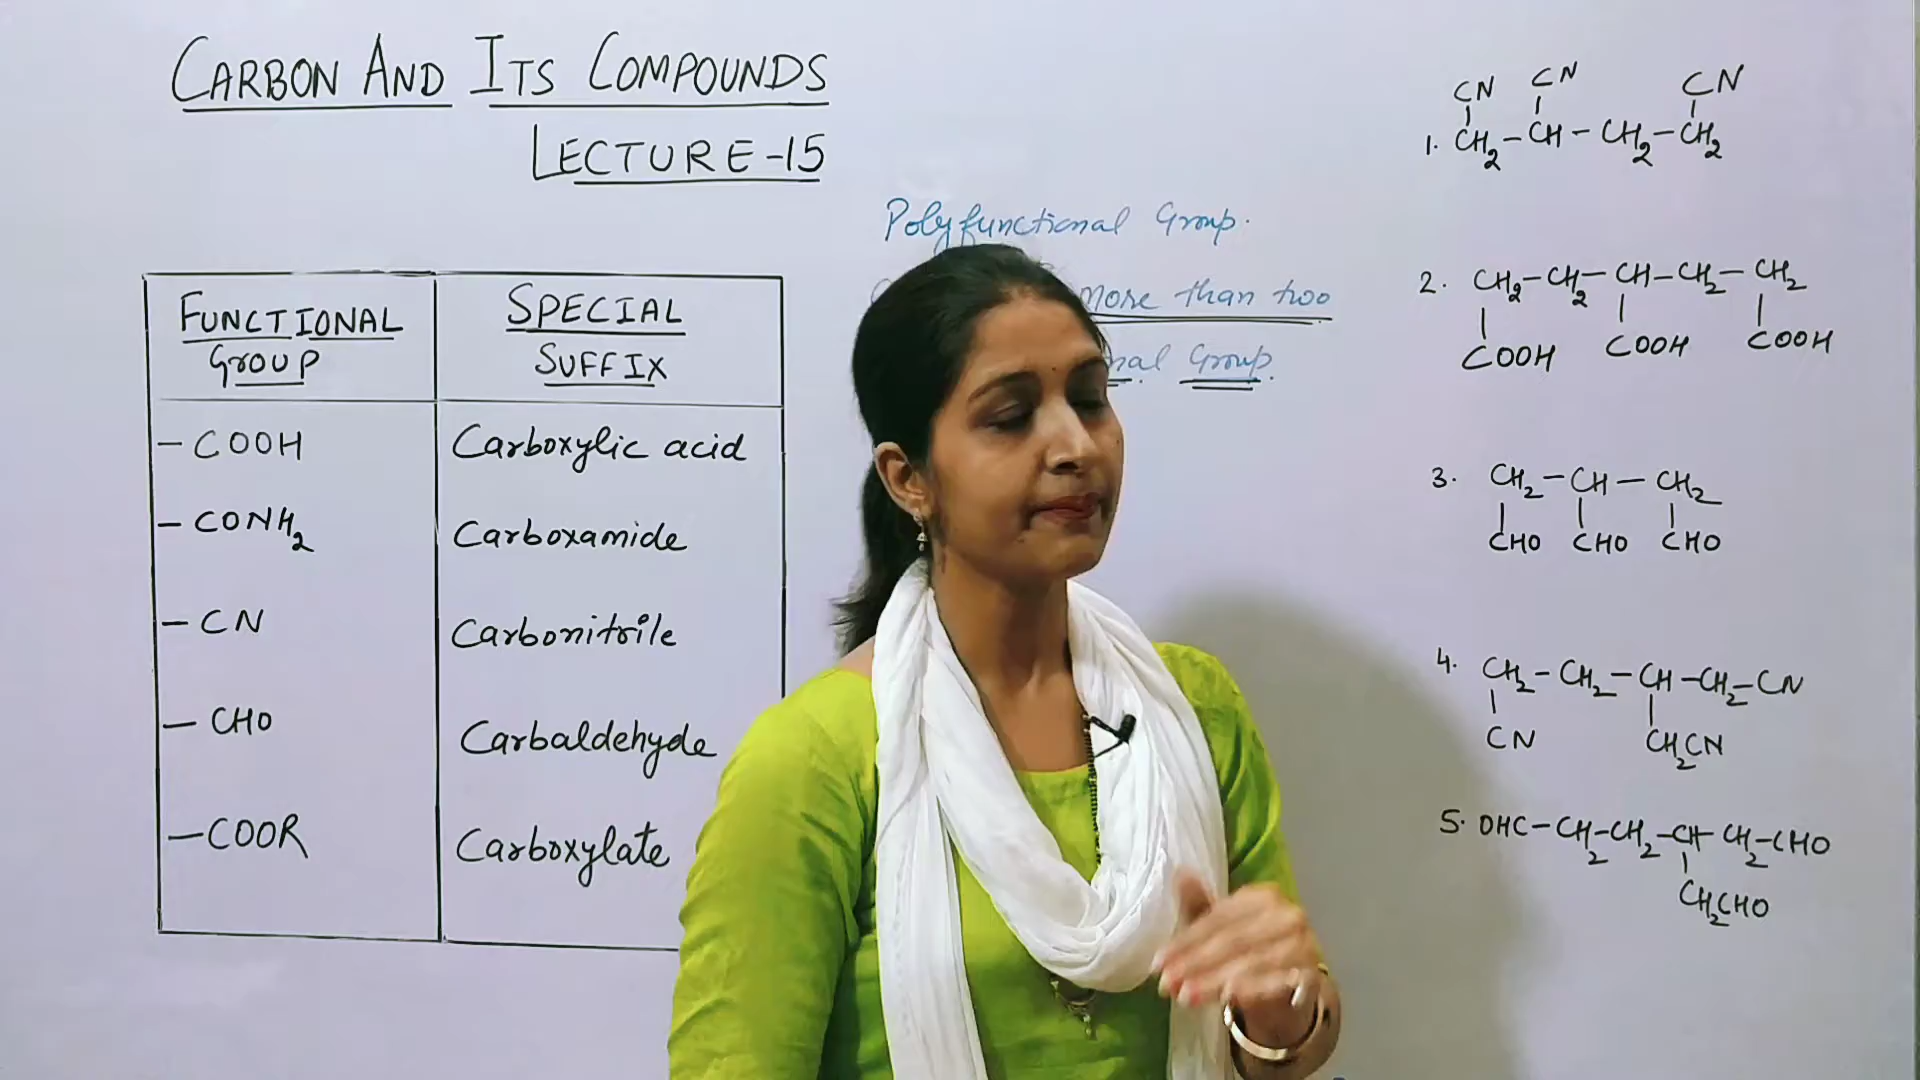 CARBON AND ITS COMPOUNDS
LECTURE-15
Polyfunctional Group.
more than two
Group.
FUNCTIONAL GROUP
SPECIAL SUFFIX
-COOH Carboxylic acid
-CONH₂ Carboxamide
-CN Carbonitrile
-CHO Carbaldehyde
-COOR Carboxylate
CN CN CN
1. CH₂-CH-CH₂-CH₂
2. CH₂-CH₂-CH-CH₂-CH₂
COOH COOH COOH
3. CH₂-CH-CH₂
CHO CHO CHO
4. CH₂-CH₂-CH-CH₂-CN
CN CH₂CN
5. OHC-CH₂-CH₂-CH-CH₂-CHO
CH₂CHO